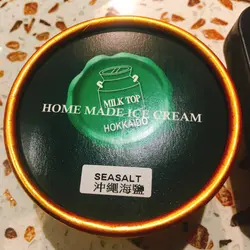 MILK TOP
HOME MADE ICE CREAM
HOKKAIDO
SEASALT
沖繩海鹽